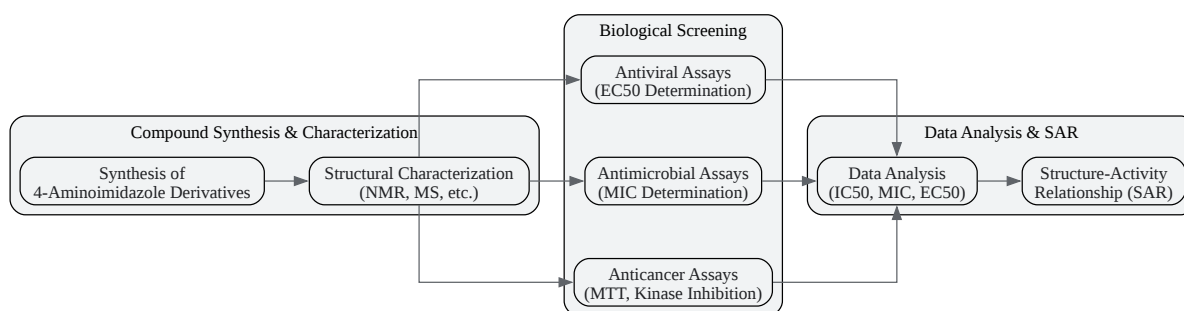 Compound Synthesis & Characterization
Synthesis of
4-Aminoimidazole Derivatives
Structural Characterization
(NMR, MS, etc.)
Biological Screening
Antiviral Assays
(EC50 Determination)
Antimicrobial Assays
(MIC Determination)
Anticancer Assays
(MTT, Kinase Inhibition)
Data Analysis & SAR
Data Analysis
(IC50, MIC, EC50)
Structure-Activity
Relationship (SAR)